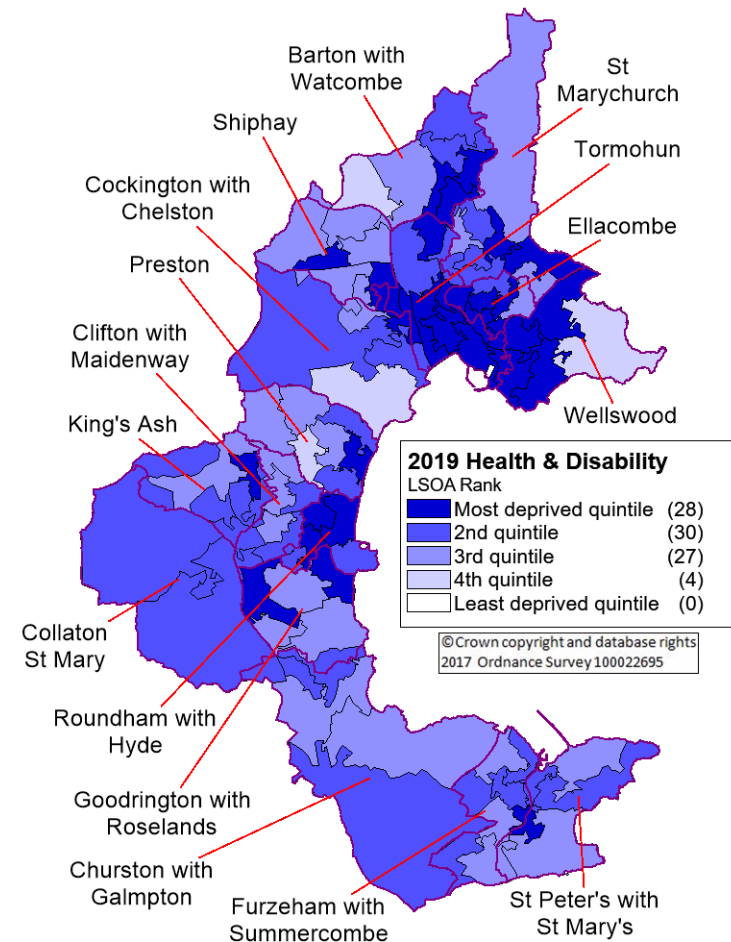 Barton with
Watcombe
St
Marychurch
Shiphay
Tormohun
Cockington with
Chelston
Ellacombe
Preston
Clifton with
Maidenway
King's Ash
Wellswood
2019 Health & Disability
LSOA Rank
Most deprived quintile (28)
2nd quintile (30)
3rd quintile (27)
4th quintile (4)
Least deprived quintile (0)
©Crown copyright and database rights
2017 Ordnance Survey 100022695
Collaton
St Mary
Roundham with
Hyde
Goodrington with
Roselands
Churston with
Galmpton
Furzeham with
Summercombe
St Peter's with
St Mary's